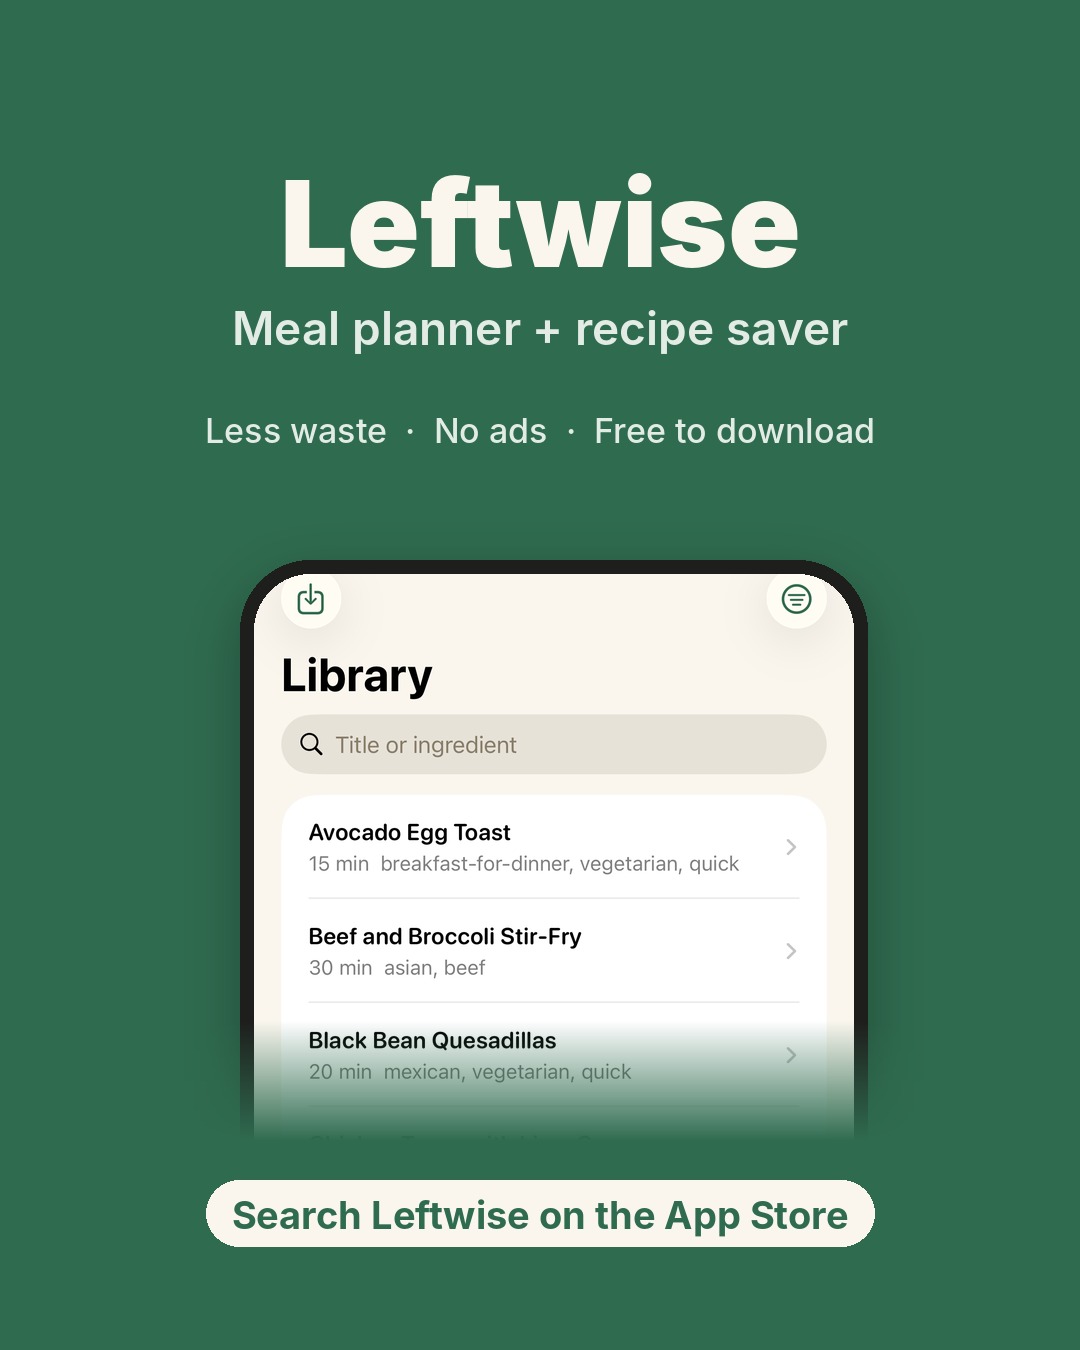 Leftwise
Meal planner + recipe saver
Less waste · No ads · Free to download
Library
Title or ingredient
Avocado Egg Toast
15 min breakfast-for-dinner, vegetarian, quick
Beef and Broccoli Stir-Fry
30 min asian, beef
Black Bean Quesadillas
20 min mexican, vegetarian, quick
Search Leftwise on the App Store